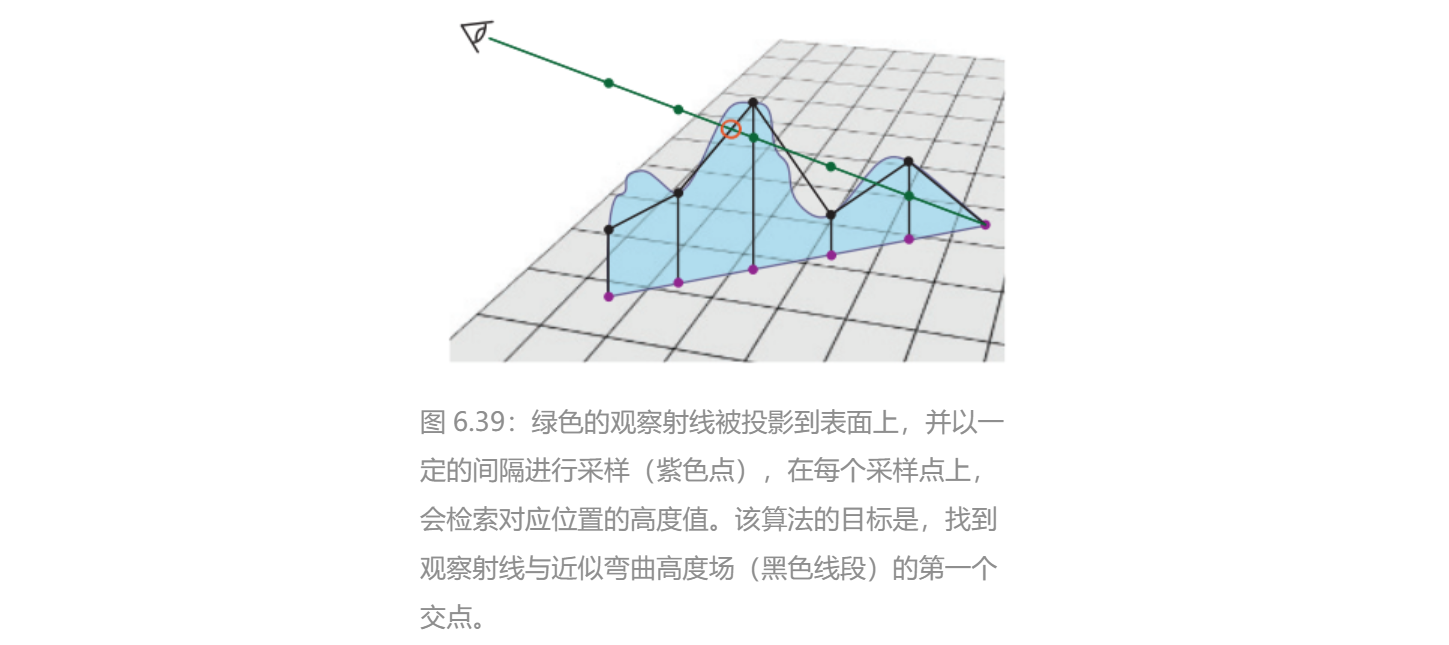 图 6.39：绿色的观察射线被投影到表面上，并以一
定的间隔进行采样（紫色点），在每个采样点上，
会检索对应位置的高度值。该算法的目标是，找到
观察射线与近似弯曲高度场（黑色线段）的第一个
交点。